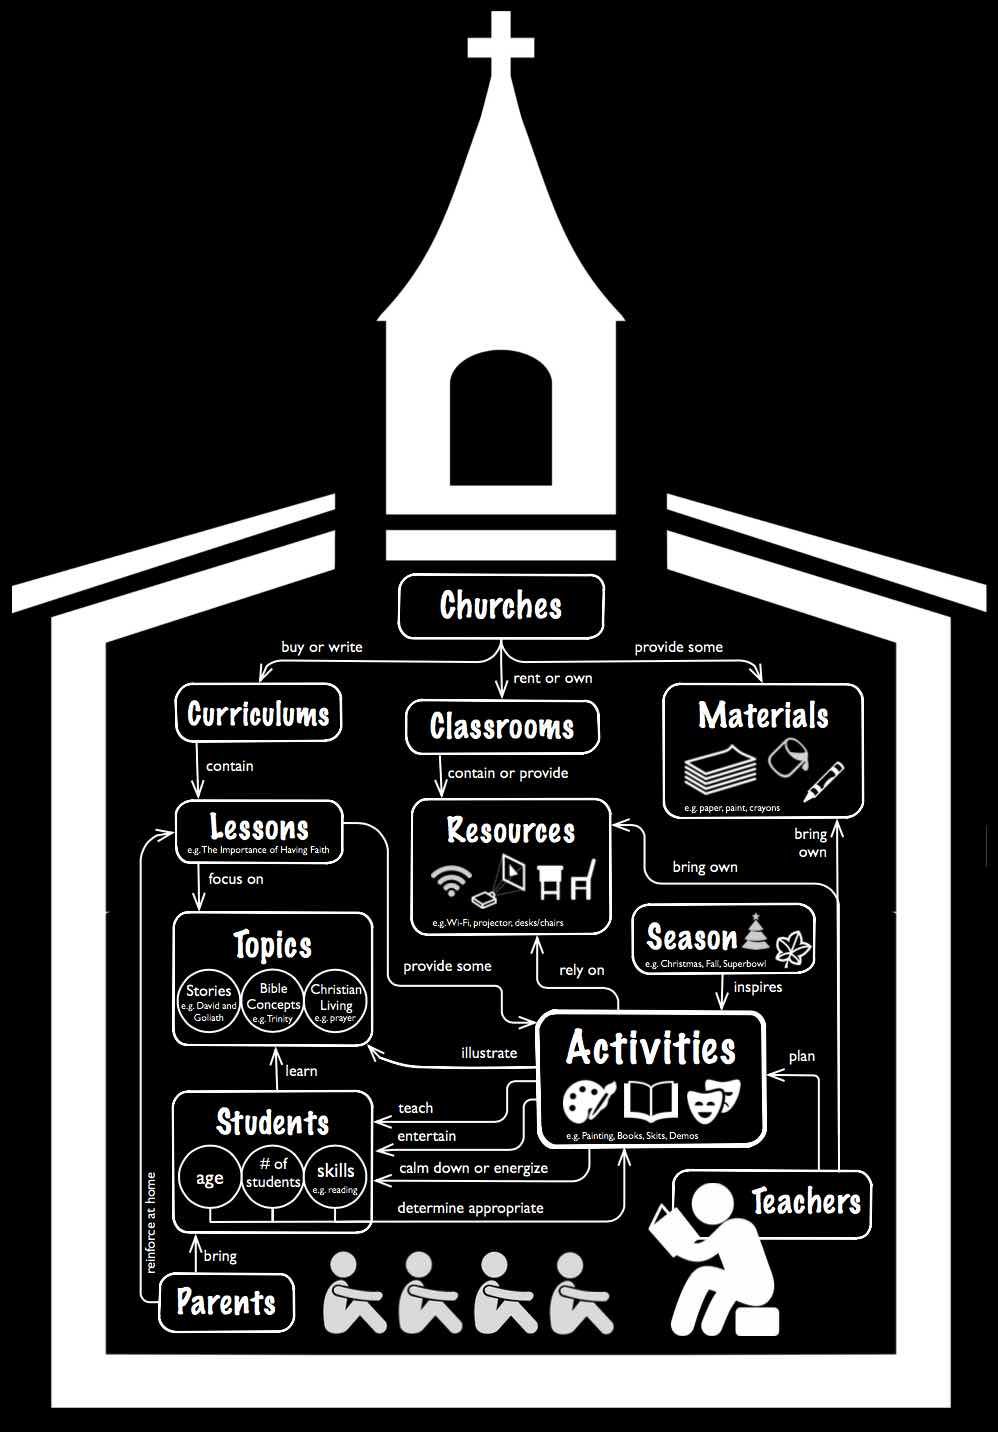 Churches
buy or write
provide some
rent or own
Curriculums
Classrooms
Materials
e.g. paper, paint, crayons
contain
contain or provide
Lessons
e.g. The Importance of Having Faith
Resources
e.g. Wi-Fi, projector, desks/chairs
bring
own
bring own
focus on
Season
e.g. Christmas, Fall, Superbowl
Topics
Stories
e.g. David and
Goliath
Bible
Concepts
e.g. Trinity
Christian
Living
e.g. prayer
provide some
rely on
inspires
Activities
e.g. Painting, Books, Skits, Demos
illustrate
plan
learn
teach
entertain
calm down or energize
determine appropriate
Students
age
# of
students
skills
e.g. reading
Teachers
reinforce at home
bring
Parents